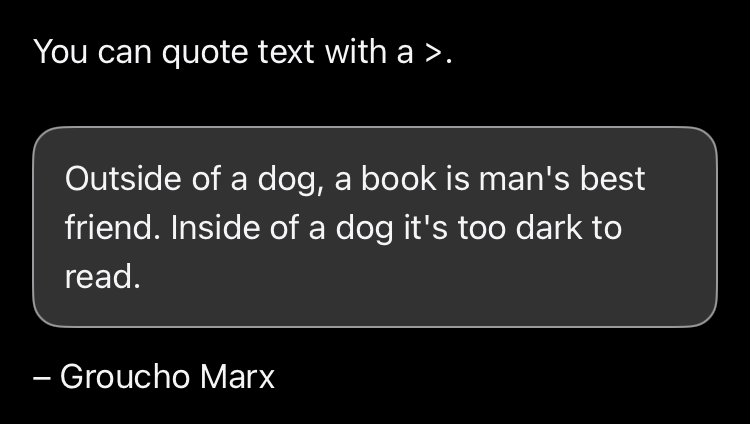 You can quote text with a >.
Outside of a dog, a book is man's best
friend. Inside of a dog it's too dark to
read.
– Groucho Marx